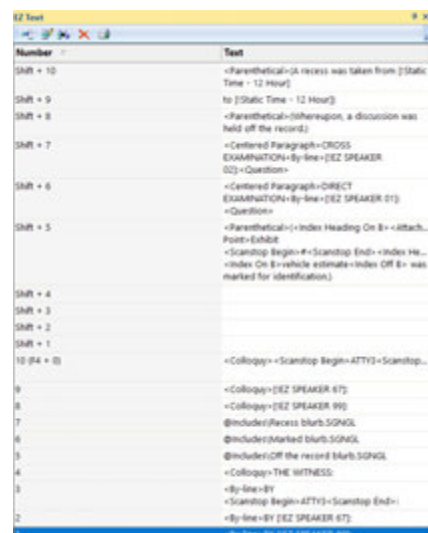 EZ Text
Number Text
Shift + 10 <Parenthetical>(A recess was taken from [!Static
Time - 12 Hour]
Shift + 9 to [!Static Time - 12 Hour])
Shift + 8 <Parenthetical>(Whereupon, a discussion was
held off the record.)
Shift + 7 <Centered Paragraph>CROSS
EXAMINATION<By-line>[!EZ SPEAKER
02]:<Question>
Shift + 6 <Centered Paragraph>DIRECT
EXAMINATION<By-line>[!EZ SPEAKER 01]:
<Question>
Shift + 5 <Parenthetical>(<Index Heading On B><Attach...
Point>Exhibit
<Scanstop Begin>#<Scanstop End><Index He...
<Index On B>vehicle estimate<Index Off B> was
marked for identification.)
Shift + 4
Shift + 3
Shift + 2
Shift + 1
10 (F4 + 0) <Colloquy><Scanstop Begin>ATTY3<Scanstop...
9 <Colloquy>[!EZ SPEAKER 67]:
8 <Colloquy>[!EZ SPEAKER 99]:
7 @includes\Recess blurb.SGNGL
6 @includes\Marked blurb.SGNGL
5 @includes\Off the record blurb.SGNGL
4 <Colloquy>THE WITNESS:
3 <By-line>BY
<Scanstop Begin>ATTY3<Scanstop End>:
2 <By-line>BY [!EZ SPEAKER 67]: